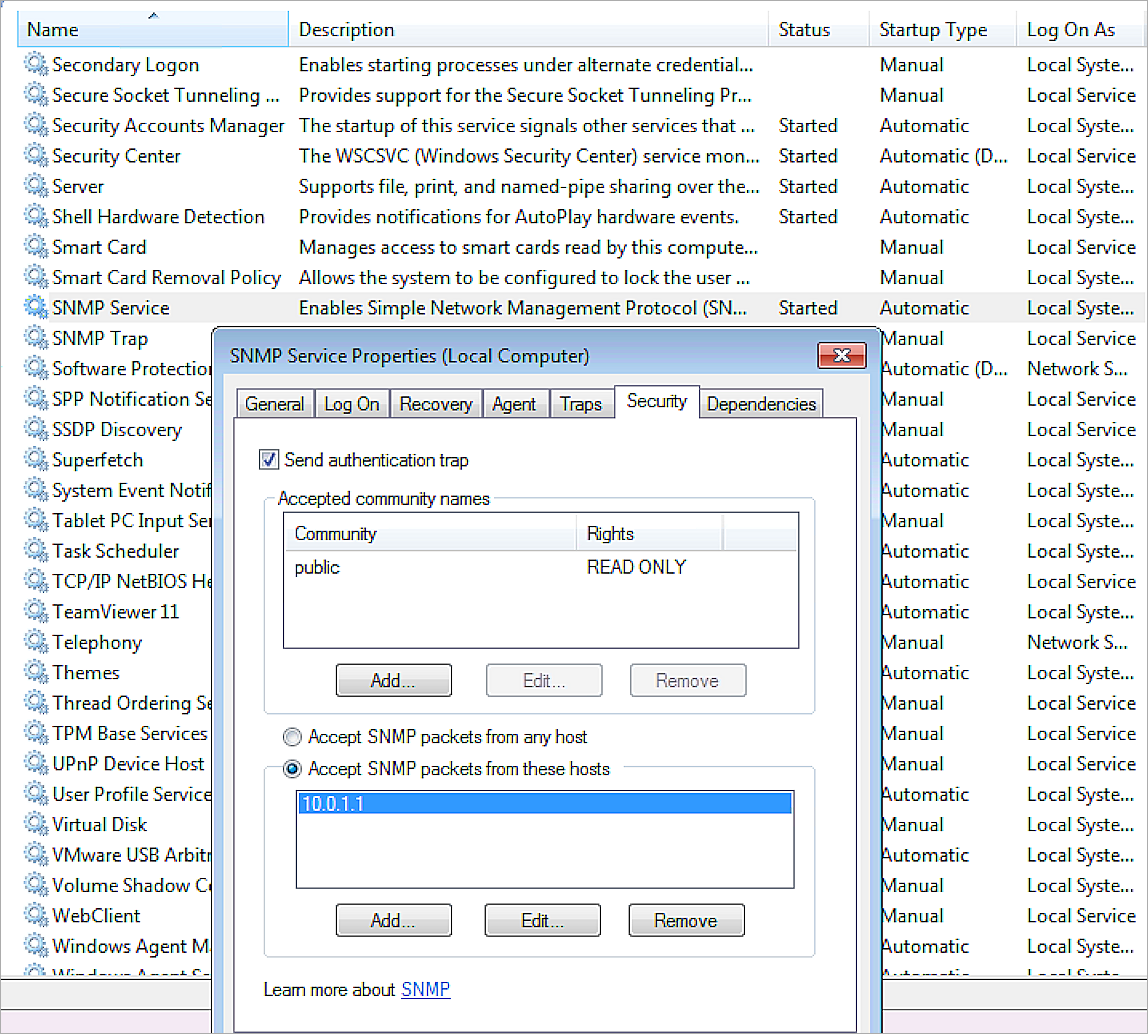 Name Description Status Startup Type Log On As
Secondary Logon Enables starting processes under alternate credential... Manual Local Syste...
Secure Socket Tunneling ... Provides support for the Secure Socket Tunneling Pr... Manual Local Service
Security Accounts Manager The startup of this service signals other services that ... Started Automatic Local Syste...
Security Center The WSCSVC (Windows Security Center) service mon... Started Automatic (D... Local Service
Server Supports file, print, and named-pipe sharing over the... Started Automatic Local Syste...
Shell Hardware Detection Provides notifications for AutoPlay hardware events. Started Automatic Local Syste...
Smart Card Manages access to smart cards read by this compute... Manual Local Service
Smart Card Removal Policy Allows the system to be configured to lock the user ... Manual Local Syste...
SNMP Service Enables Simple Network Management Protocol (SN... Started Automatic Local Syste...
SNMP Trap Manual Local Service
Software Protection Automatic (D... Network S...
SPP Notification Se Manual Local Service
SSDP Discovery Manual Local Service
Superfetch Automatic Local Syste...
System Event Notif Automatic Local Syste...
Tablet PC Input Ser Manual Local Syste...
Task Scheduler Automatic Local Syste...
TCP/IP NetBIOS He Automatic Local Service
TeamViewer 11 Automatic Local Syste...
Telephony Manual Network S...
Themes Automatic Local Syste...
Thread Ordering Se Manual Local Service
TPM Base Services Manual Local Service
UPnP Device Host Manual Local Service
User Profile Service Automatic Local Syste...
Virtual Disk Manual Local Syste...
VMware USB Arbitr Automatic Local Syste...
Volume Shadow Co Manual Local Syste...
WebClient Manual Local Service
Windows Agent M Automatic Local Syste...
Windows Agent Se Automatic Local Syste...
SNMP Service Properties (Local Computer)
General Log On Recovery Agent Traps Security Dependencies
Send authentication trap
Accepted community names
Community Rights
public READ ONLY
Add... Edit... Remove
Accept SNMP packets from any host
Accept SNMP packets from these hosts
10.0.1.1
Add... Edit... Remove
Learn more about SNMP